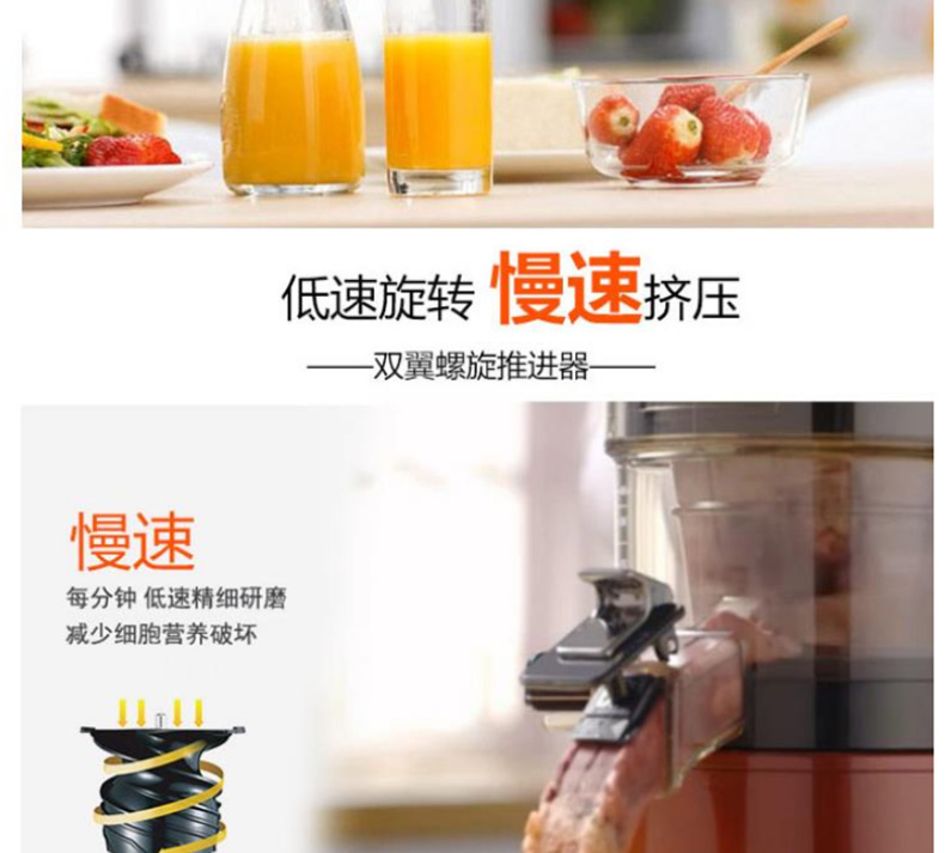 低速旋转 慢速挤压
——双翼螺旋推进器——
慢速
每分钟 低速精细研磨
减少细胞营养破坏